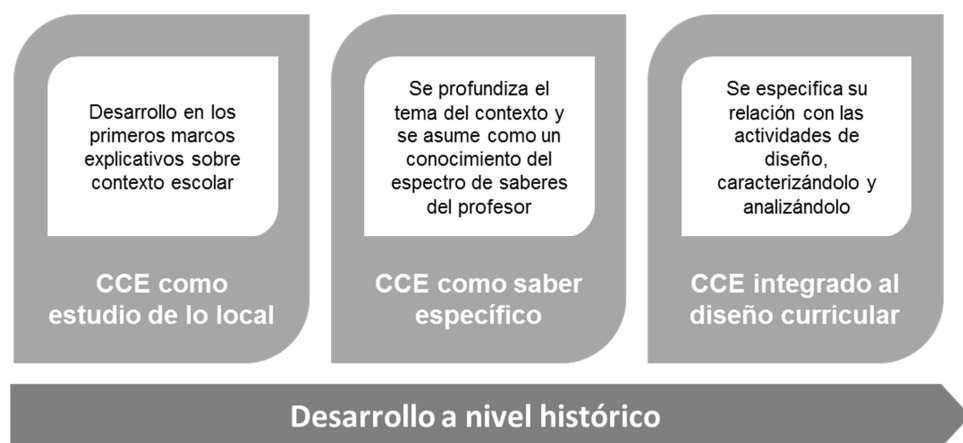 Desarrollo en los
primeros marcos
explicativos sobre
contexto escolar
CCE como
estudio de lo local
Se profundiza el
tema del contexto y
se asume como un
conocimiento del
espectro de saberes
del profesor
CCE como saber
específico
Se especifica su
relación con las
actividades de
diseño,
caracterizándolo y
analizándolo
CCE integrado al
diseño curricular
Desarrollo a nivel histórico